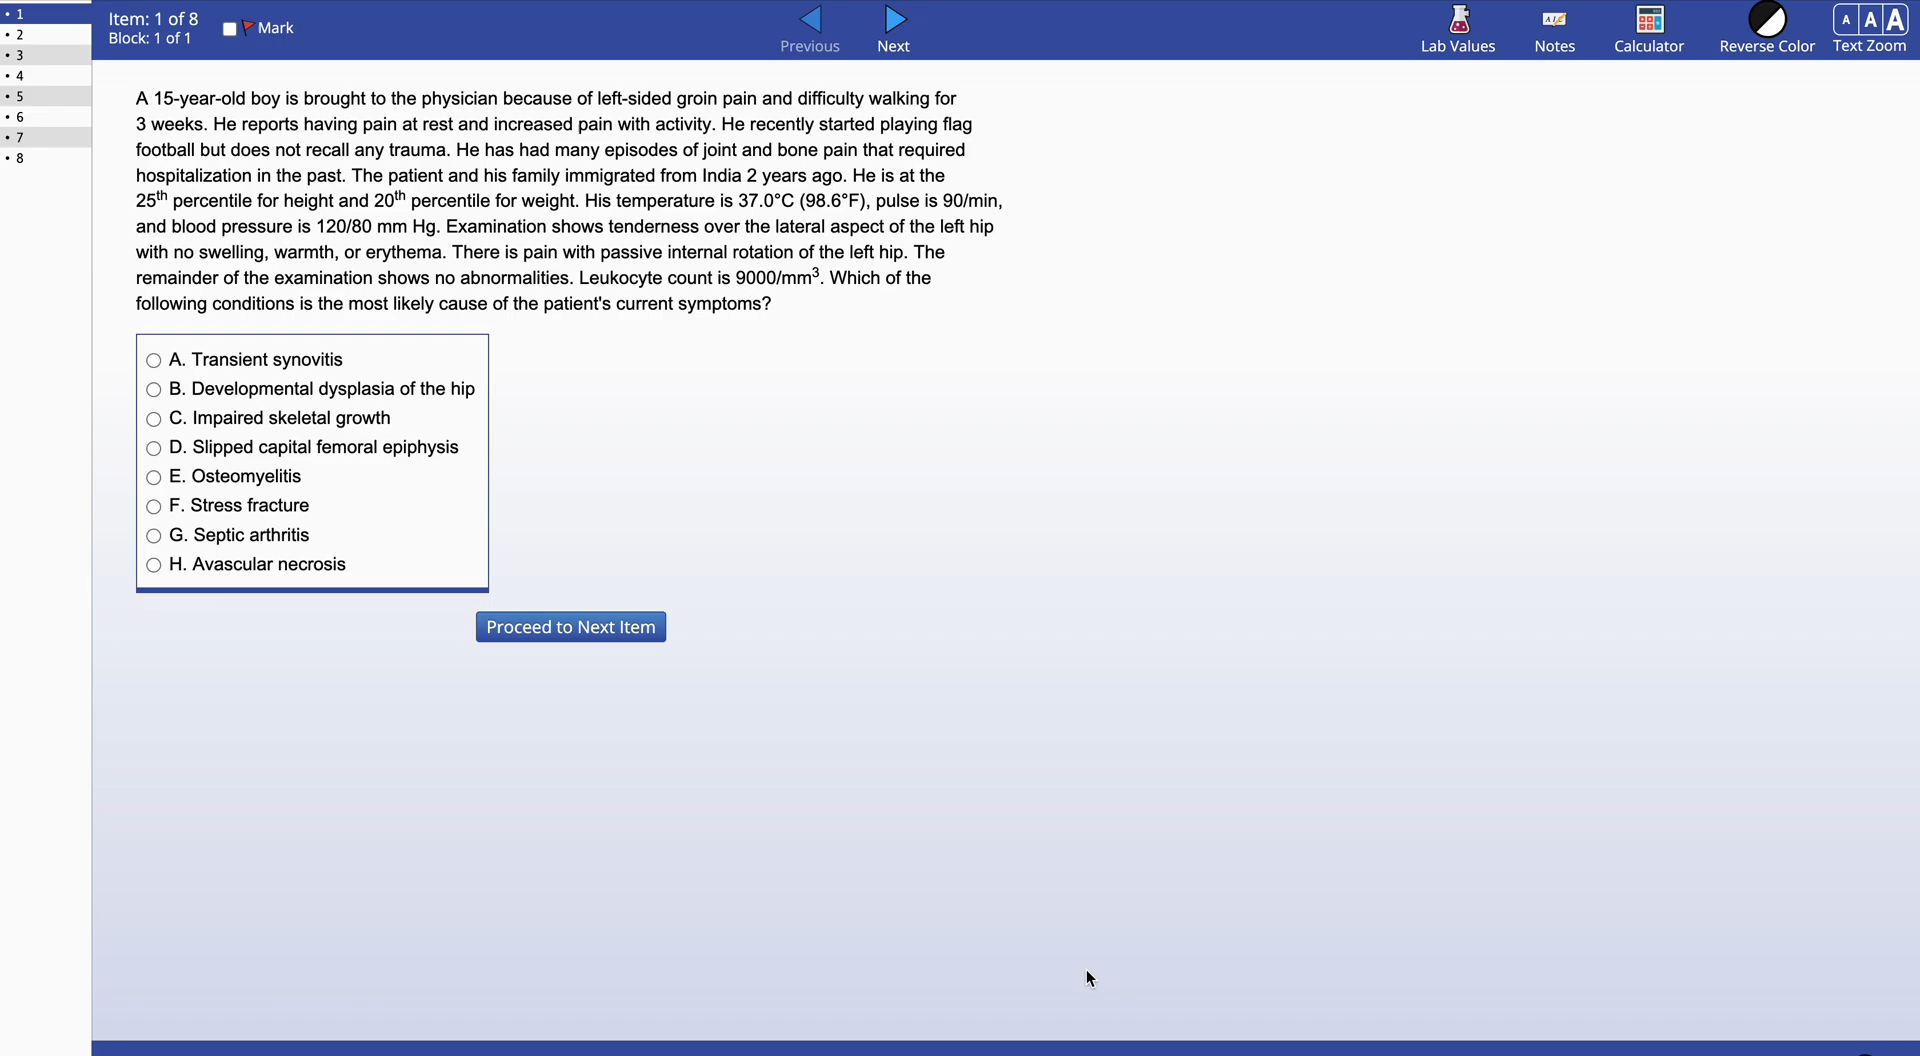 • 1
• 2
• 3
• 4
• 5
• 6
• 7
• 8
Item: 1 of 8
Block: 1 of 1
Mark
Previous
Next
Lab Values
Notes
Calculator
Reverse Color
A A A
Text Zoom
A 15-year-old boy is brought to the physician because of left-sided groin pain and difficulty walking for
3 weeks. He reports having pain at rest and increased pain with activity. He recently started playing flag
football but does not recall any trauma. He has had many episodes of joint and bone pain that required
hospitalization in the past. The patient and his family immigrated from India 2 years ago. He is at the
25th percentile for height and 20th percentile for weight. His temperature is 37.0°C (98.6°F), pulse is 90/min,
and blood pressure is 120/80 mm Hg. Examination shows tenderness over the lateral aspect of the left hip
with no swelling, warmth, or erythema. There is pain with passive internal rotation of the left hip. The
remainder of the examination shows no abnormalities. Leukocyte count is 9000/mm3. Which of the
following conditions is the most likely cause of the patient's current symptoms?
A. Transient synovitis
B. Developmental dysplasia of the hip
C. Impaired skeletal growth
D. Slipped capital femoral epiphysis
E. Osteomyelitis
F. Stress fracture
G. Septic arthritis
H. Avascular necrosis
Proceed to Next Item